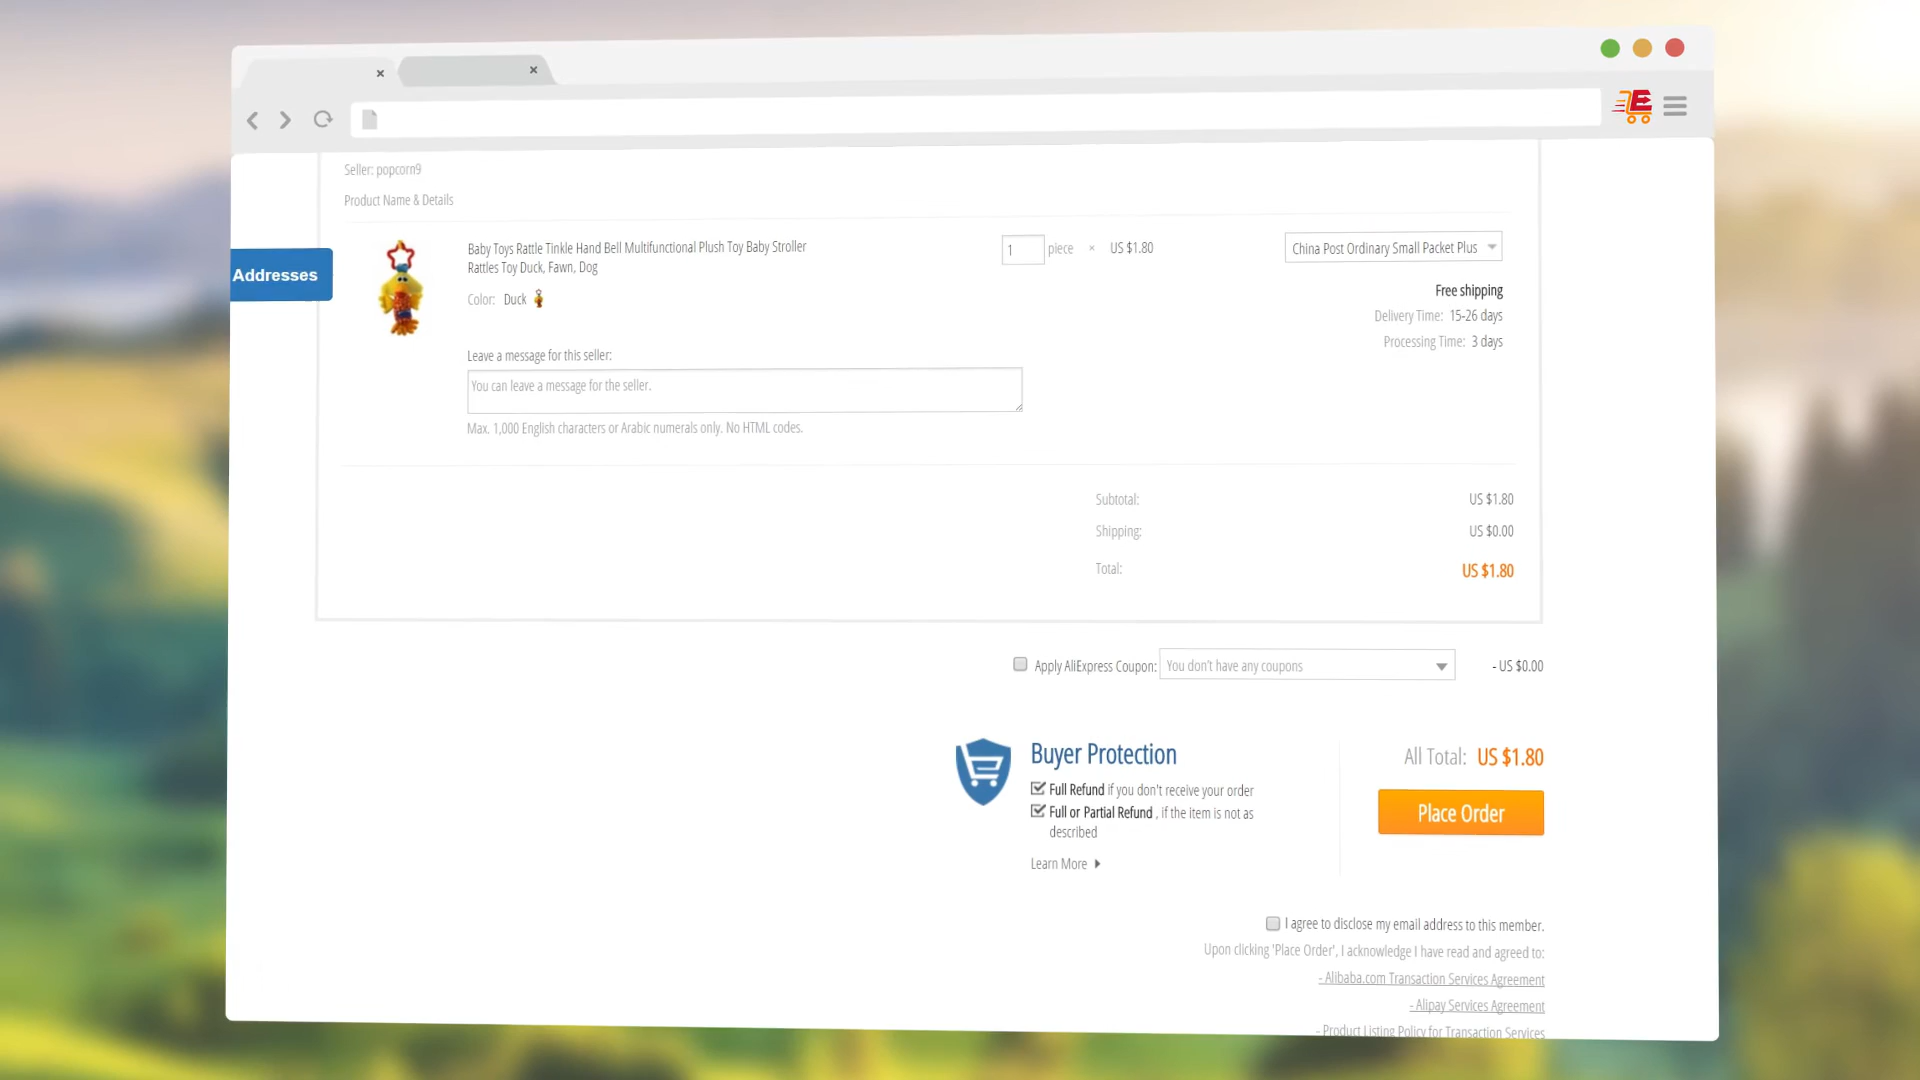 Seller: popcorn9
Product Name & Details
Addresses
Baby Toys Rattle Tinkle Hand Bell Multifunctional Plush Toy Baby Stroller
Rattles Toy Duck, Fawn, Dog
1 piece × US $1.80
China Post Ordinary Small Packet Plus
Color: Duck
Free shipping
Delivery Time: 15-26 days
Processing Time: 3 days
Leave a message for this seller:
You can leave a message for the seller.
Max. 1,000 English characters or Arabic numerals only. No HTML codes.
Subtotal: US $1.80
Shipping: US $0.00
Total: US $1.80
Apply AliExpress Coupon: You don't have any coupons - US $0.00
Buyer Protection
Full Refund if you don't receive your order
Full or Partial Refund , if the item is not as
described
Learn More
All Total: US $1.80
Place Order
I agree to disclose my email address to this member.
Upon clicking 'Place Order', I acknowledge I have read and agreed to:
- Alibaba.com Transaction Services Agreement
- Alipay Services Agreement
- Product Listing Policy for Transaction Services